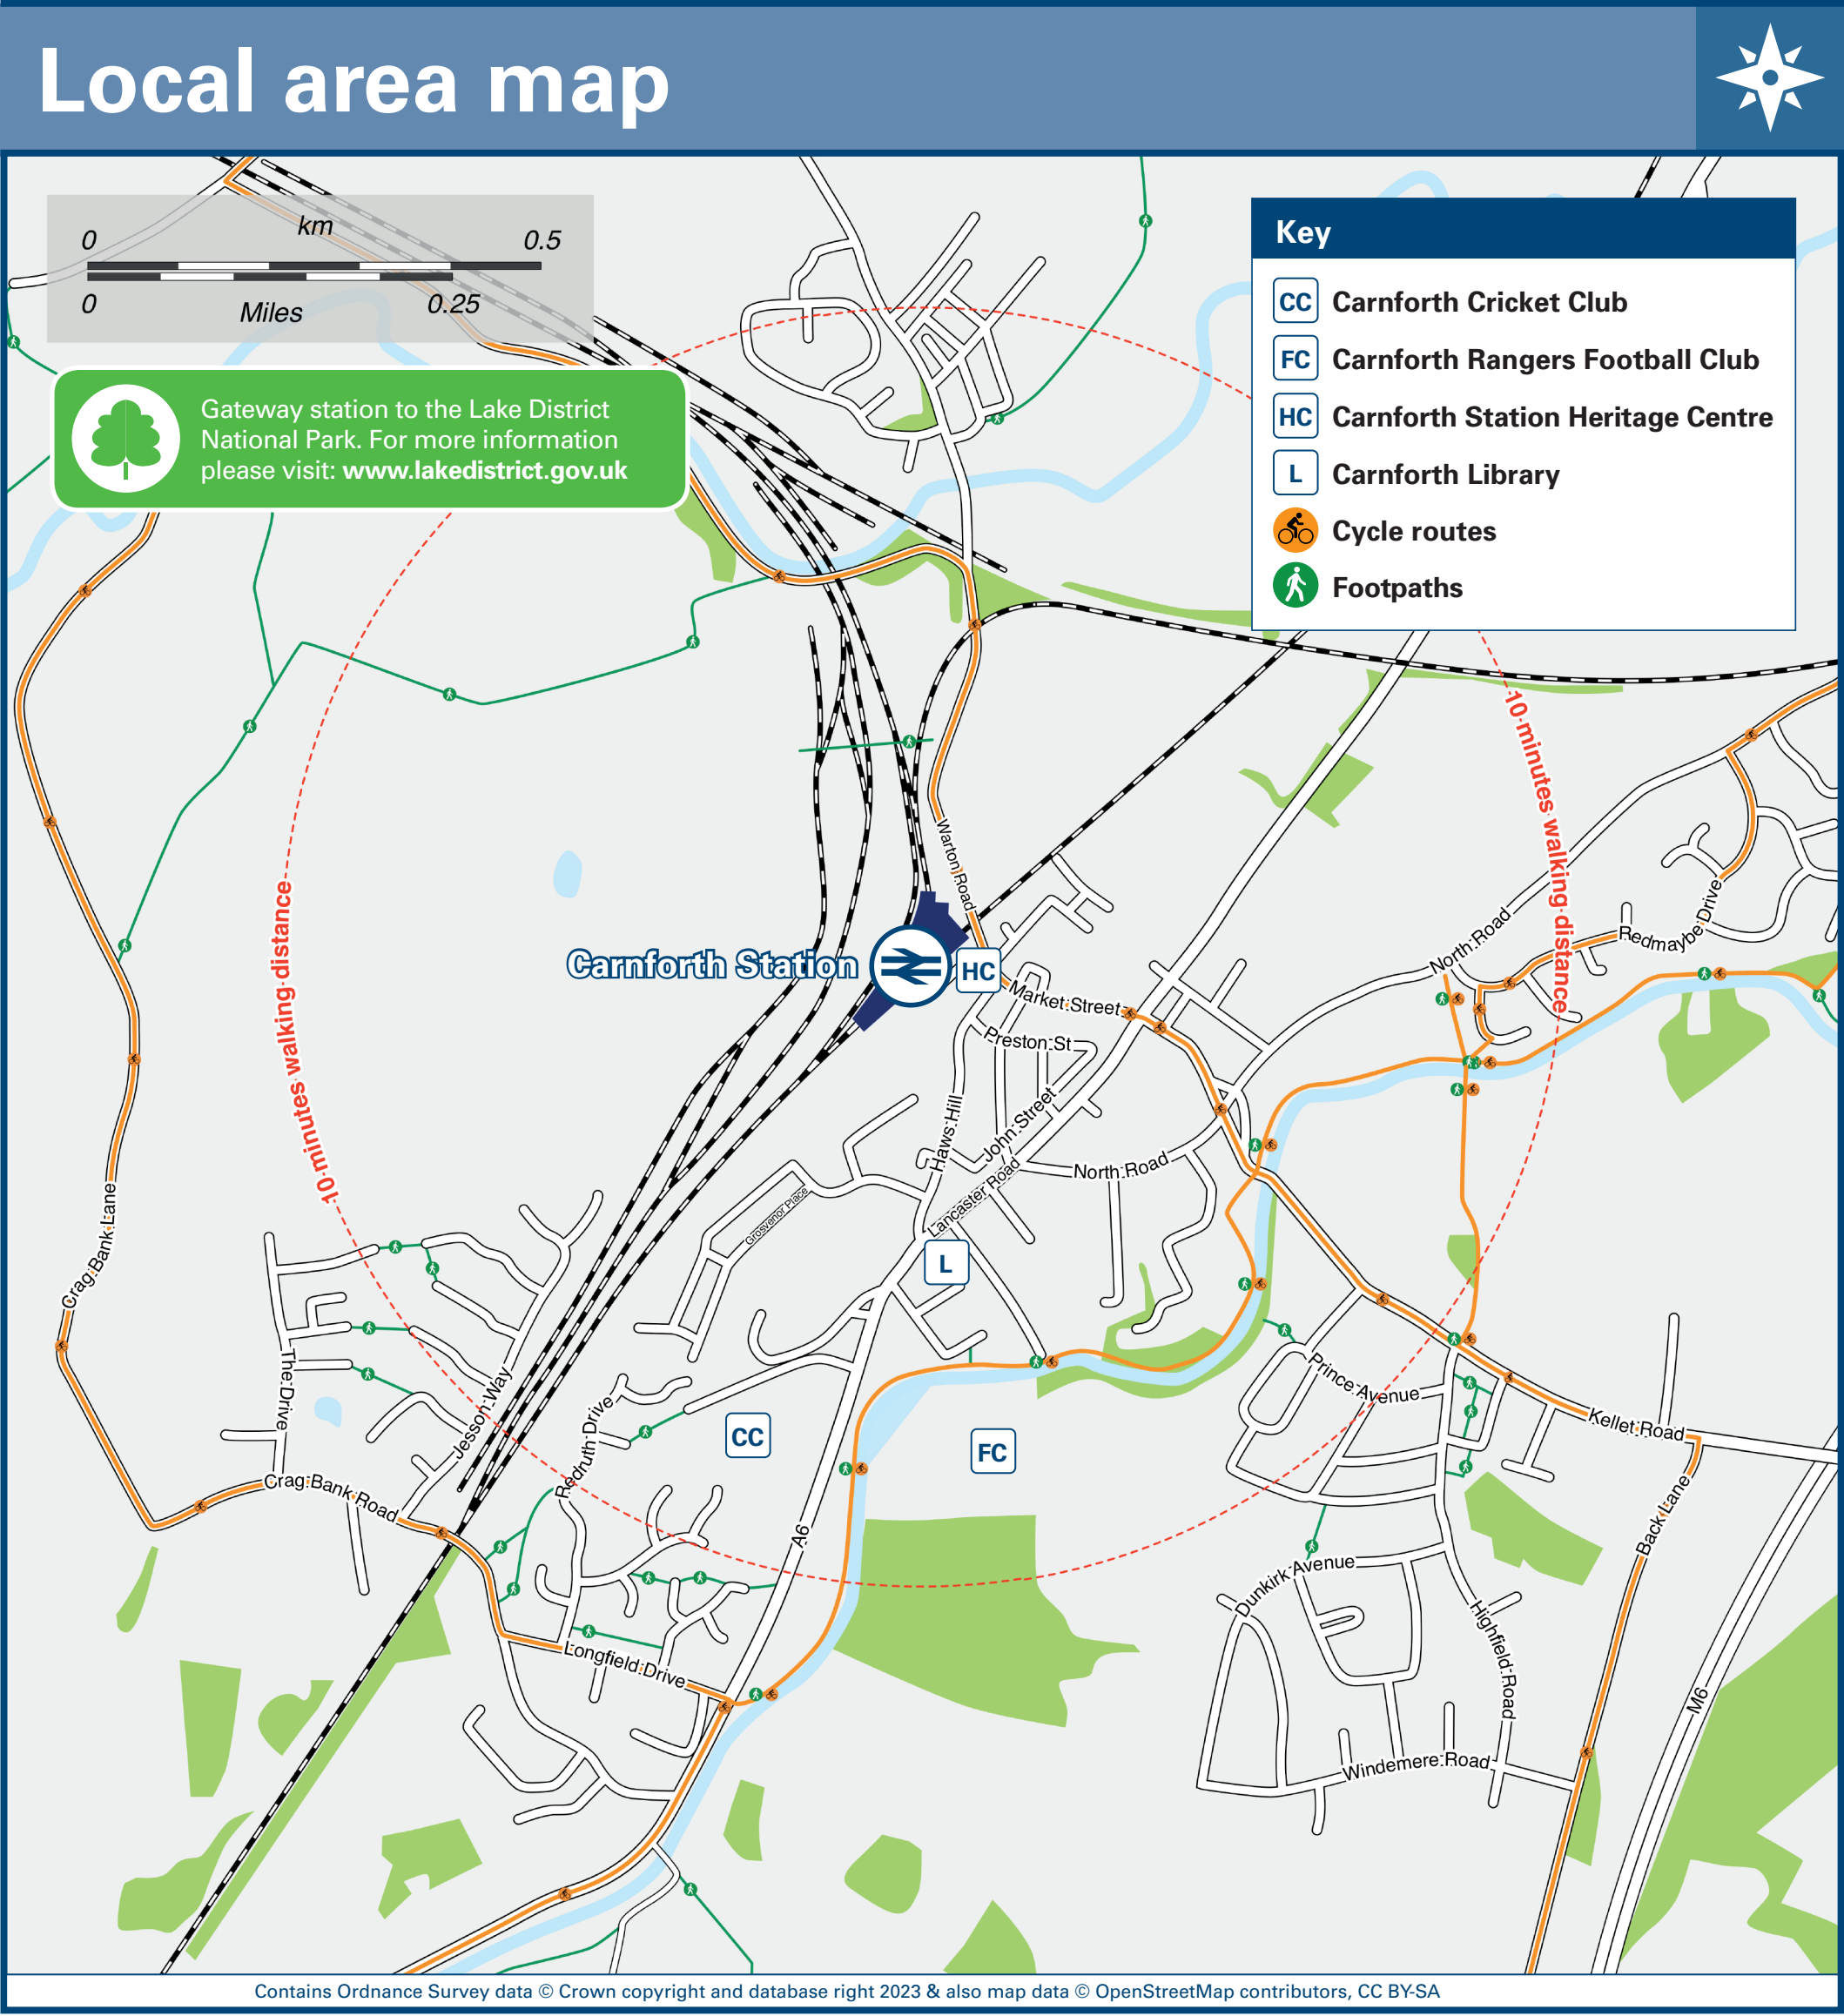 Local area map
km
0
0.5
0
Miles
0.25
Gateway station to the Lake District
National Park. For more information
please visit: www.lakedistrict.gov.uk
Key
CC Carnforth Cricket Club
FC Carnforth Rangers Football Club
HC Carnforth Station Heritage Centre
L Carnforth Library
Cycle routes
Footpaths
10 minutes walking distance
10 minutes walking distance
Warton Road
Carnforth Station
HC
Market Street
Preston St
North Road
Redmaybe Drive
Haws Hill
John Street
North Road
Lancaster Road
Grosvenor Place
L
Crag Bank Lane
The Drive
Jesson Way
Redruth Drive
CC
FC
Prince Avenue
Kellet Road
Crag Bank Road
A6
Back Lane
Dunkirk Avenue
Highfield Road
Longfield Drive
M6
Windemere Road
Contains Ordnance Survey data © Crown copyright and database right 2023 & also map data © OpenStreetMap contributors, CC BY-SA